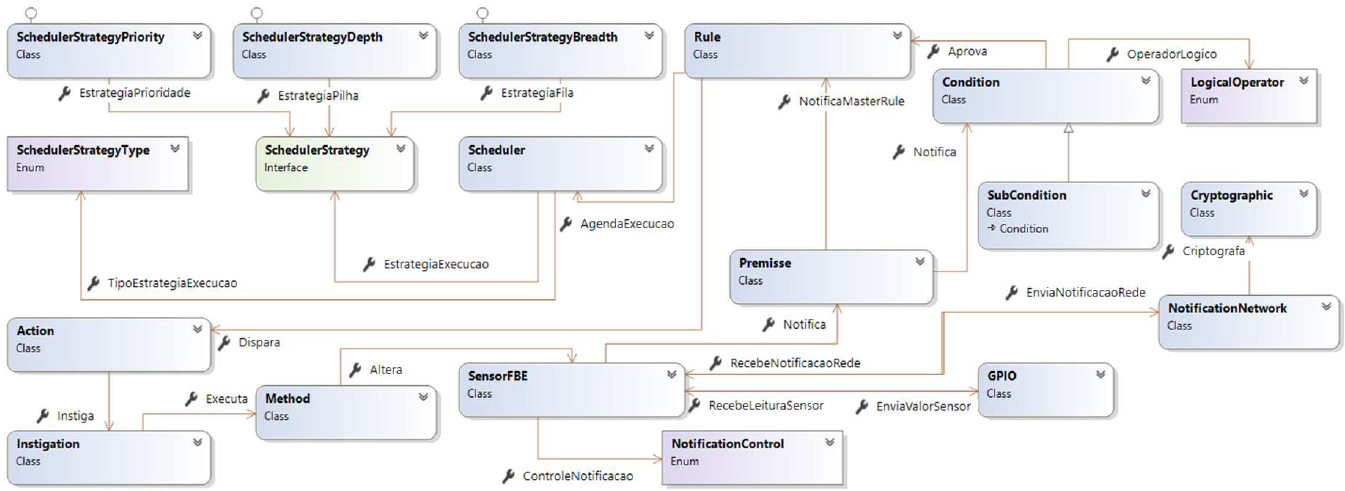 SchedulerStrategyPriority
Class
SchedulerStrategyDepth
Class
SchedulerStrategyBreadth
Class
Rule
Class
Aprova
OperadorLogico
Condition
Class
LogicalOperator
Enum
EstrategiaPrioridade
EstrategiaPilha
EstrategiaFila
NotificaMasterRule
SchedulerStrategyType
Enum
SchedulerStrategy
Interface
Scheduler
Class
Notifica
SubCondition
Class
Condition
Cryptographic
Class
AgendaExecucao
Criptografa
EstrategiaExecucao
TipoEstrategiaExecucao
Premisse
Class
EnviaNotificacaoRede
NotificationNetwork
Class
Action
Class
Dispara
Notifica
Altera
RecebeNotificacaoRede
SensorFBE
Class
GPIO
Class
Instiga
Executa
Method
Class
RecebeLeituraSensor
EnviaValorSensor
Instigation
Class
NotificationControl
Enum
ControleNotificacao